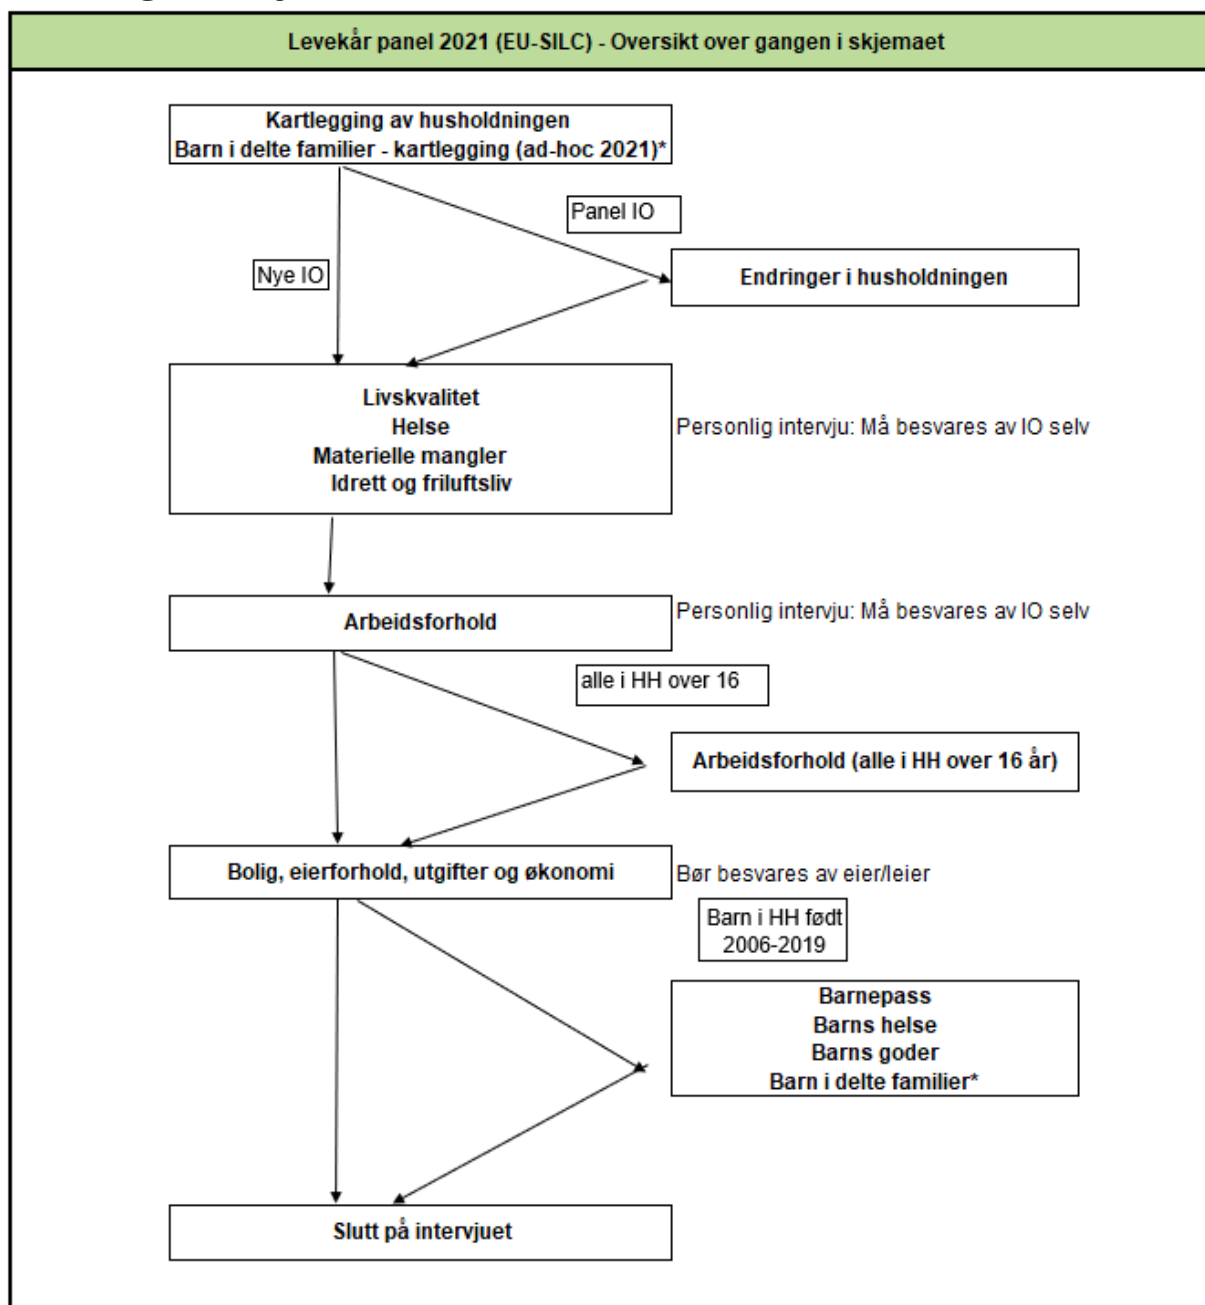 Levekår panel 2021 (EU-SILC) - Oversikt over gangen i skjemaet
Kartlegging av husholdningen
Barn i delte familier - kartlegging (ad-hoc 2021)*
Panel IO
Nye IO
Endringer i husholdningen
Livskvalitet
Helse
Materielle mangler
Idrett og friluftsliv
Personlig intervju: Må besvares av IO selv
Arbeidsforhold
Personlig intervju: Må besvares av IO selv
alle i HH over 16
Arbeidsforhold (alle i HH over 16 år)
Bolig, eierforhold, utgifter og økonomi
Bør besvares av eier/leier
Barn i HH født
2006-2019
Barnepass
Barns helse
Barns goder
Barn i delte familier*
Slutt på intervjuet